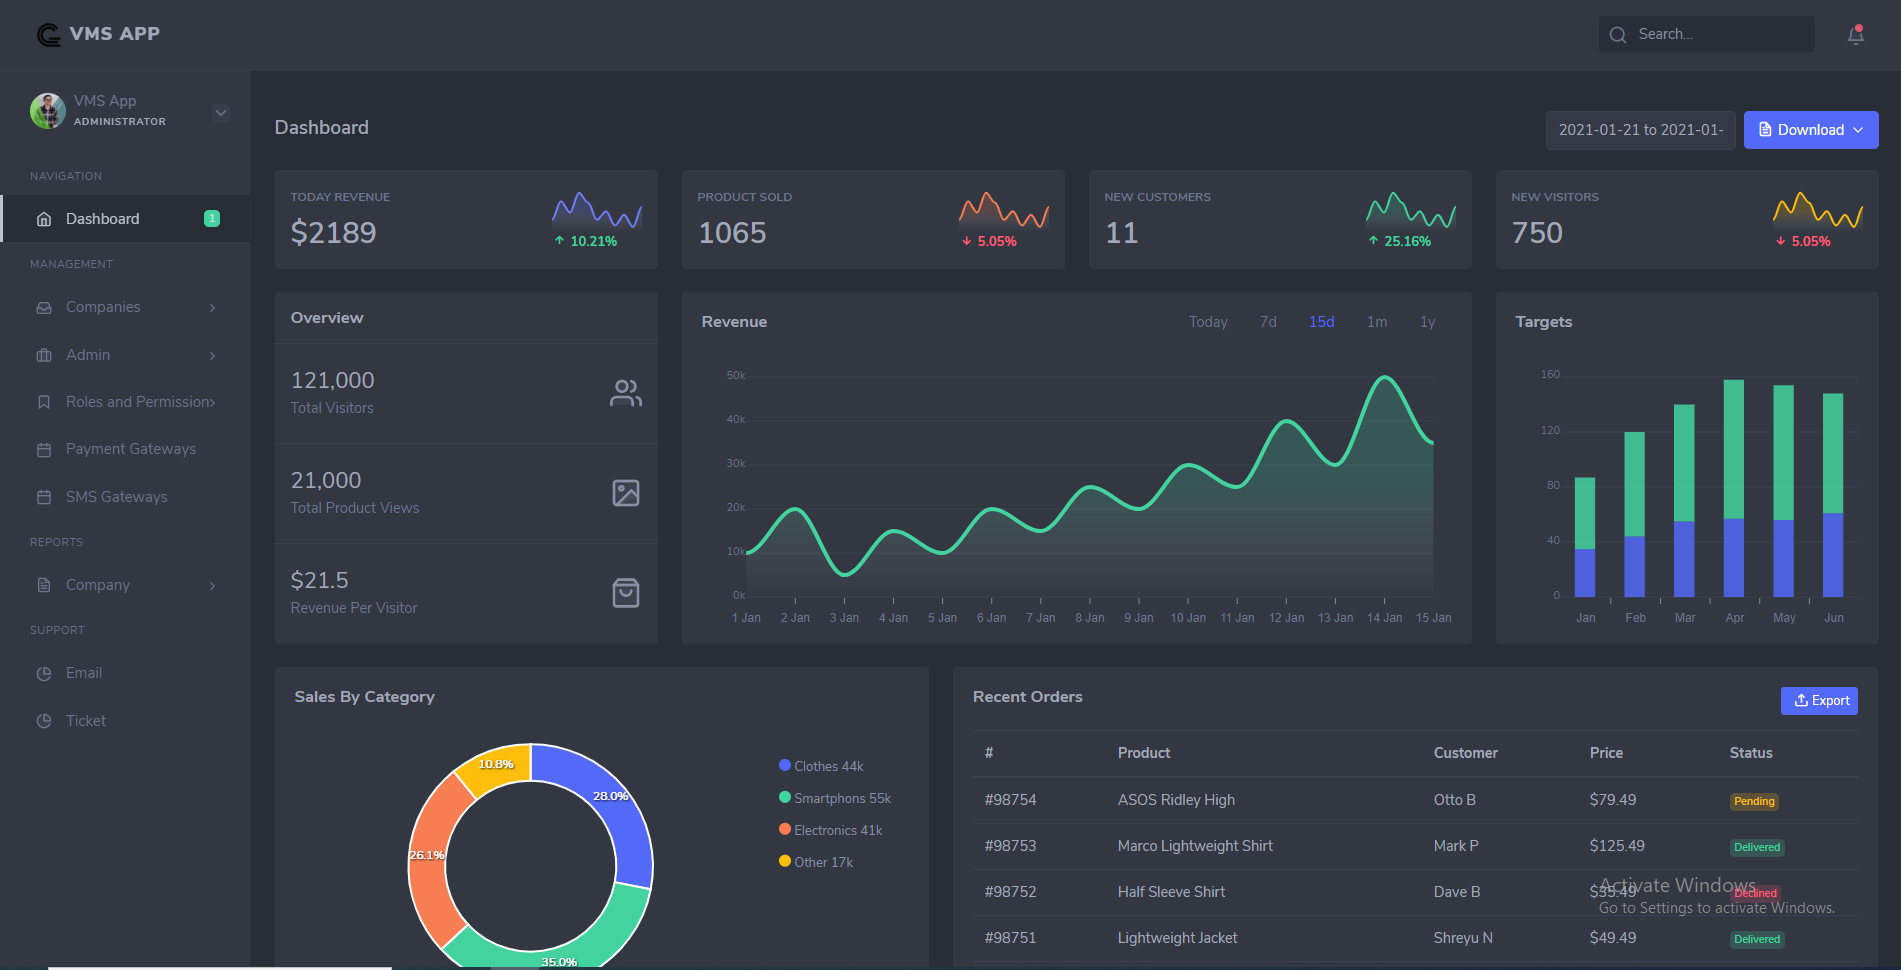 VMS APP
Search...
VMS App
ADMINISTRATOR
NAVIGATION
Dashboard 1
MANAGEMENT
Companies
Admin
Roles and Permission
Payment Gateways
SMS Gateways
REPORTS
Company
SUPPORT
Email
Ticket
Dashboard
2021-01-21 to 2021-01-
Download
TODAY REVENUE
$2189
10.21%
PRODUCT SOLD
1065
5.05%
NEW CUSTOMERS
11
25.16%
NEW VISITORS
750
5.05%
Overview
121,000
Total Visitors
21,000
Total Product Views
$21.5
Revenue Per Visitor
Revenue
Today 7d 15d 1m 1y
50k
40k
30k
20k
10k
0k
1 Jan 2 Jan 3 Jan 4 Jan 5 Jan 6 Jan 7 Jan 8 Jan 9 Jan 10 Jan 11 Jan 12 Jan 13 Jan 14 Jan 15 Jan
Targets
160
120
80
40
0
Jan Feb Mar Apr May Jun
Sales By Category
10.8%
28.0%
26.1%
35.0%
Clothes 44k
Smartphons 55k
Electronics 41k
Other 17k
Recent Orders
Export
# Product Customer Price Status
#98754 ASOS Ridley High Otto B $79.49 Pending
#98753 Marco Lightweight Shirt Mark P $125.49 Delivered
#98752 Half Sleeve Shirt Dave B $35.49 Declined
#98751 Lightweight Jacket Shreyu N $49.49 Delivered
Activate Windows
Go to Settings to activate Windows.